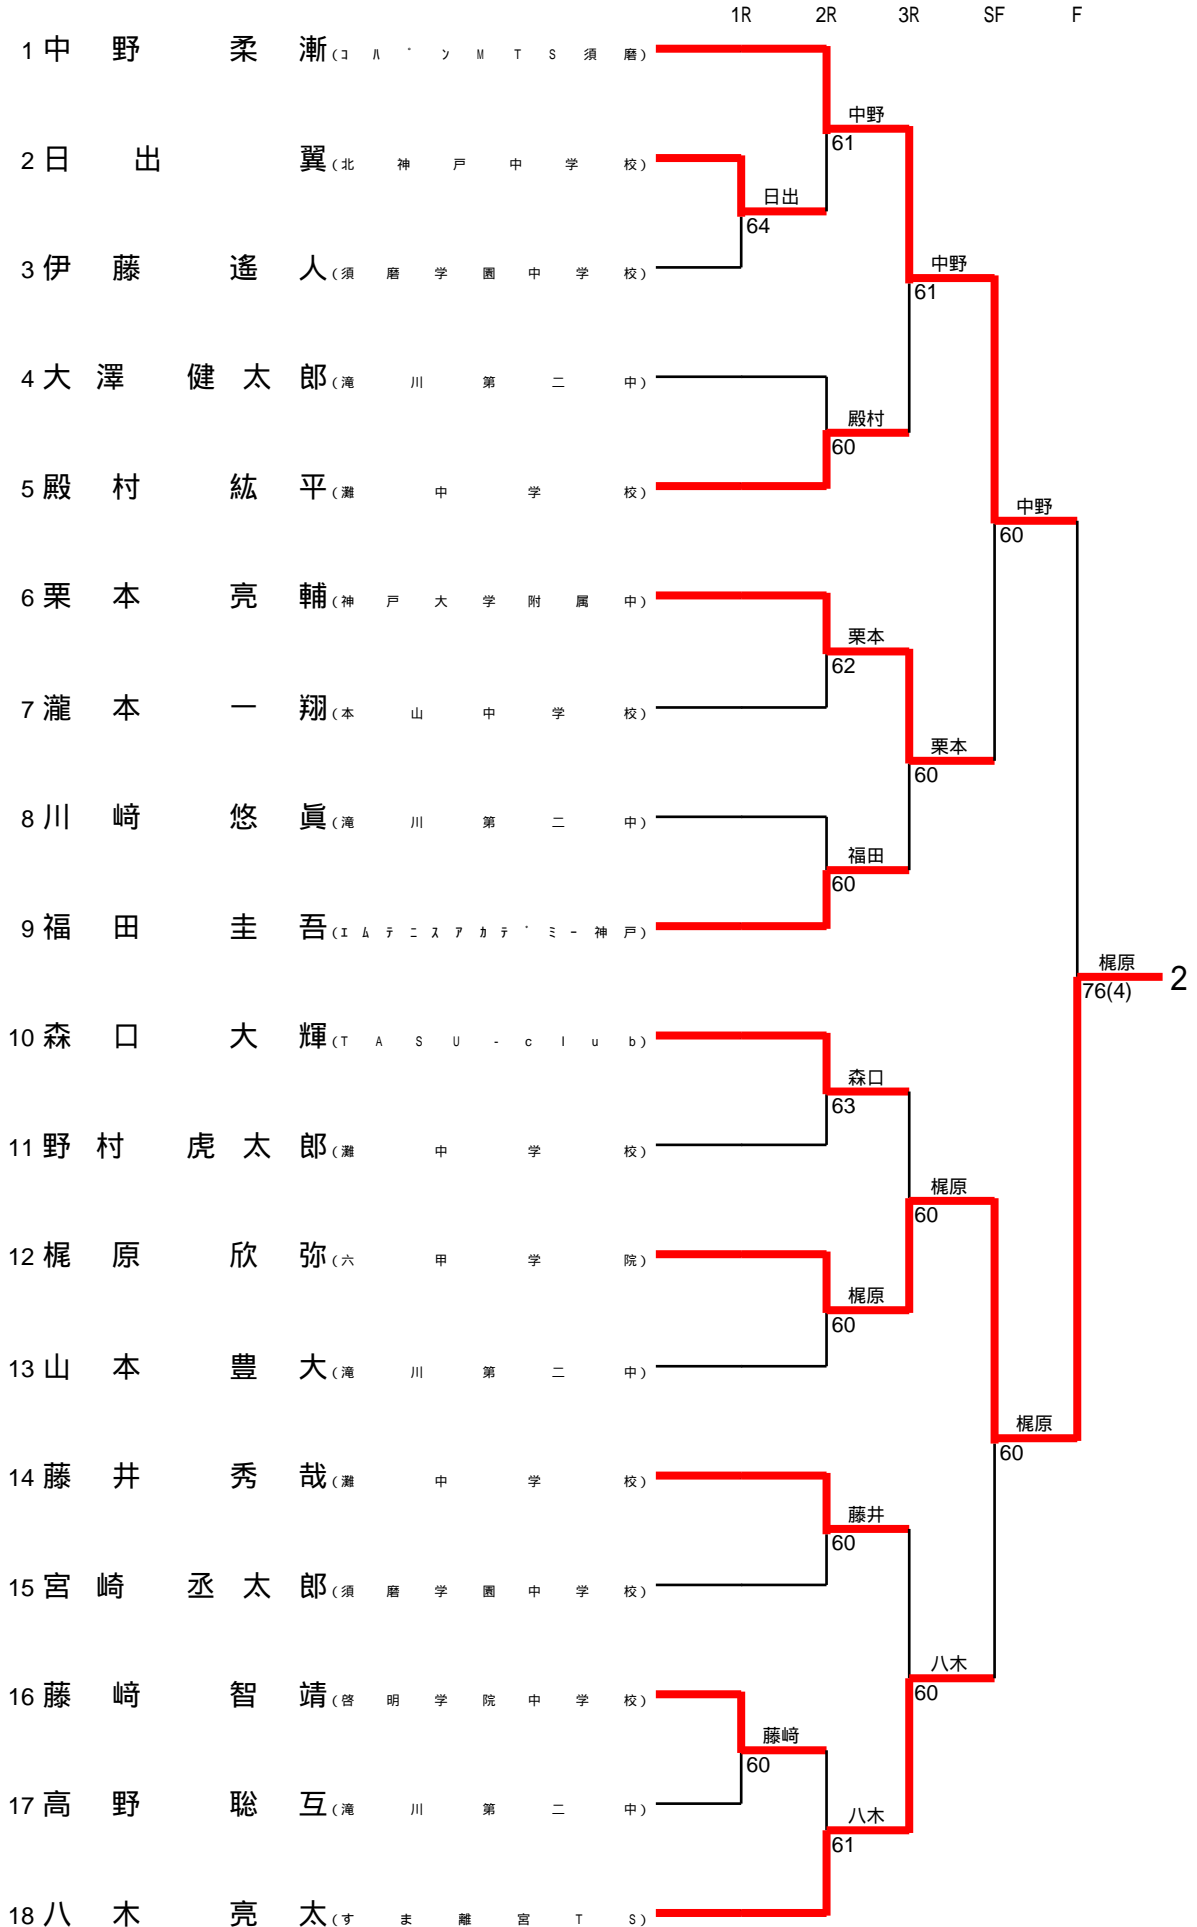 1R 2R 3R SF F
1 中野 柔漸 (コパンMTS須磨)
中野
61
2 日出 翼 (北神戸中学校)
日出
64
3 伊藤 遙人 (須磨学園中学校)
中野
61
4 大澤 健太郎 (滝川第二中)
殿村
60
5 殿村 紘平 (灘中学校)
中野
60
6 栗本 亮輔 (神戸大学附属中)
栗本
62
7 瀧本 一翔 (本山中学校)
栗本
60
8 川﨑 悠眞 (滝川第二中)
福田
60
9 福田 圭吾 (エムテニスアカデミー神戸)
梶原 2
76(4)
10 森口 大輝 (TASU-club)
森口
63
11 野村 虎太郎 (灘中学校)
梶原
60
12 梶原 欣弥 (六甲学院)
梶原
60
13 山本 豊大 (滝川第二中)
梶原
60
14 藤井 秀哉 (灘中学校)
藤井
60
15 宮崎 丞太郎 (須磨学園中学校)
八木
60
16 藤﨑 智靖 (啓明学院中学校)
藤﨑
60
17 高野 聡互 (滝川第二中)
八木
61
18 八木 亮太 (すま離宮TS)